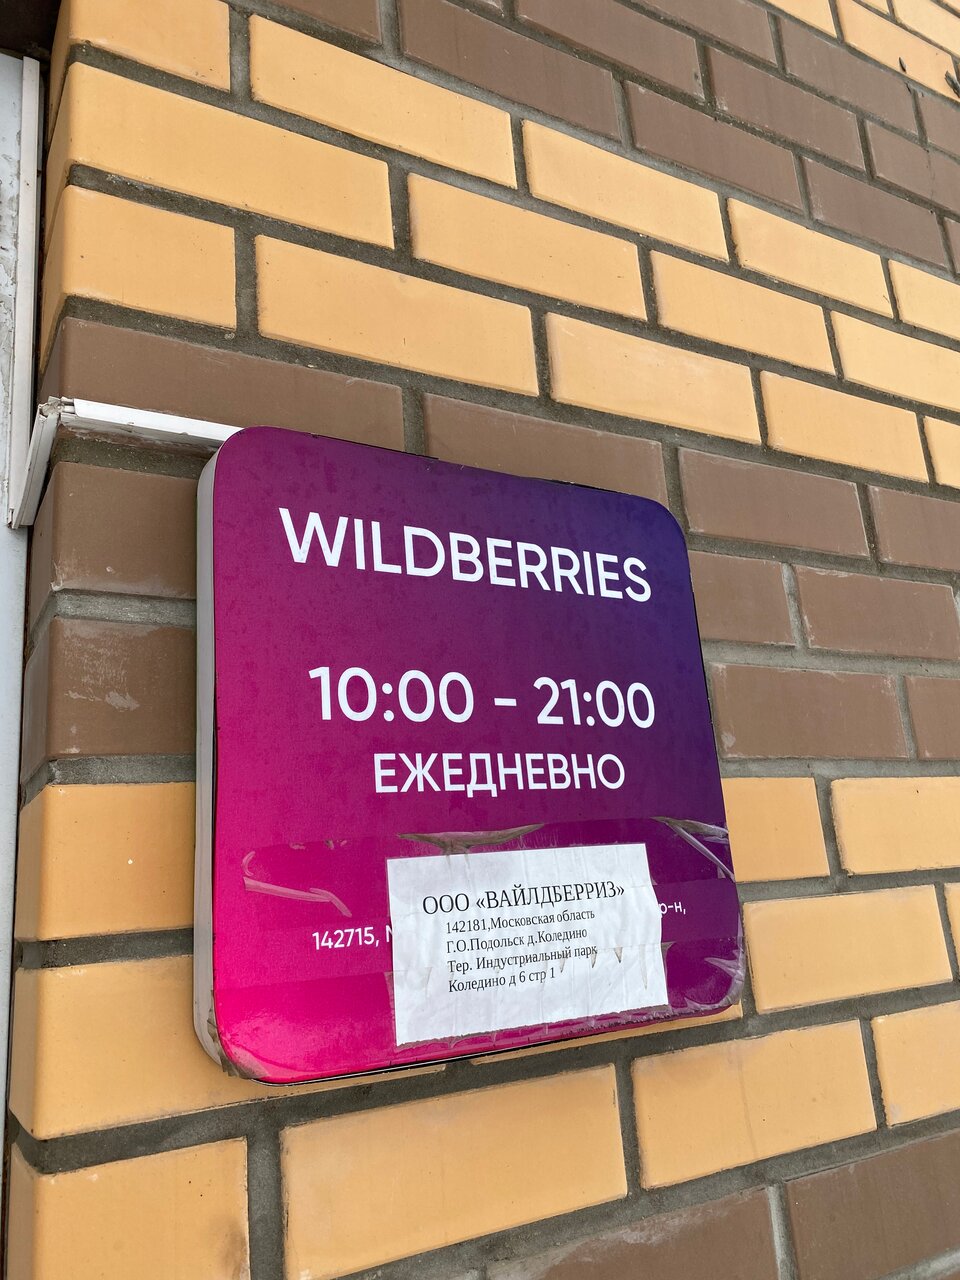 WILDBERRIES
10:00 – 21:00
ЕЖЕДНЕВНО
ООО «ВАЙЛДБЕРРИЗ»
142181,Московская область
Г.О.Подольск д.Коледино
Тер. Индустриальный парк
Коледино д 6 стр 1
142715,
р-н,